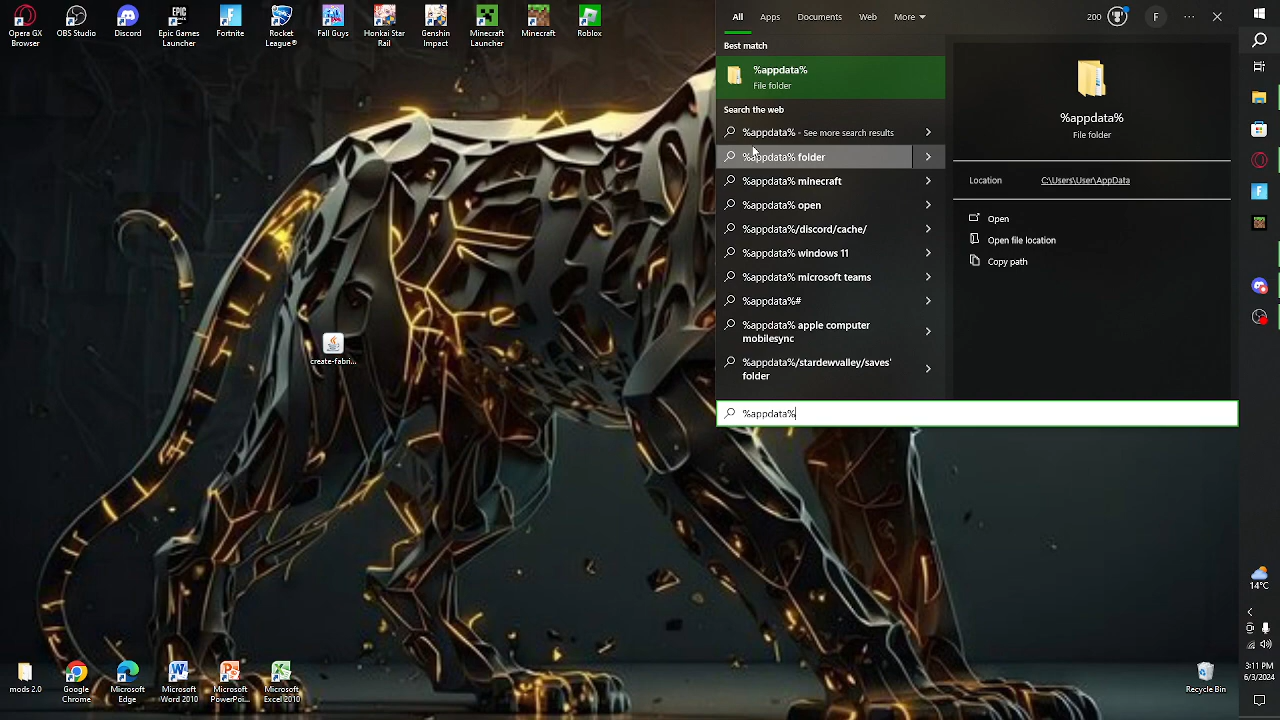 Opera GX
Browser
OBS Studio
Discord
Epic Games
Launcher
Fortnite
Rocket
League®
Fall Guys
Honkai Star
Rail
Genshin
Impact
Minecraft
Launcher
Minecraft
Roblox
All
Apps
Documents
Web
More
200
F
Best match
%appdata%
File folder
Search the web
%appdata% - See more search results
%appdata% folder
%appdata% minecraft
%appdata% open
%appdata%/discord/cache/
%appdata% windows 11
%appdata% microsoft teams
%appdata%#
%appdata% apple computer
mobilesync
%appdata%/stardewvalley/saves'
folder
%appdata%
%appdata%
File folder
Location
C:\Users\User\AppData
Open
Open file location
Copy path
create-fabri...
mods 2.0
Google
Chrome
Microsoft
Edge
Microsoft
Word 2010
Microsoft
PowerPoi...
Microsoft
Excel 2010
Recycle Bin
14°C
3:11 PM
6/3/2024